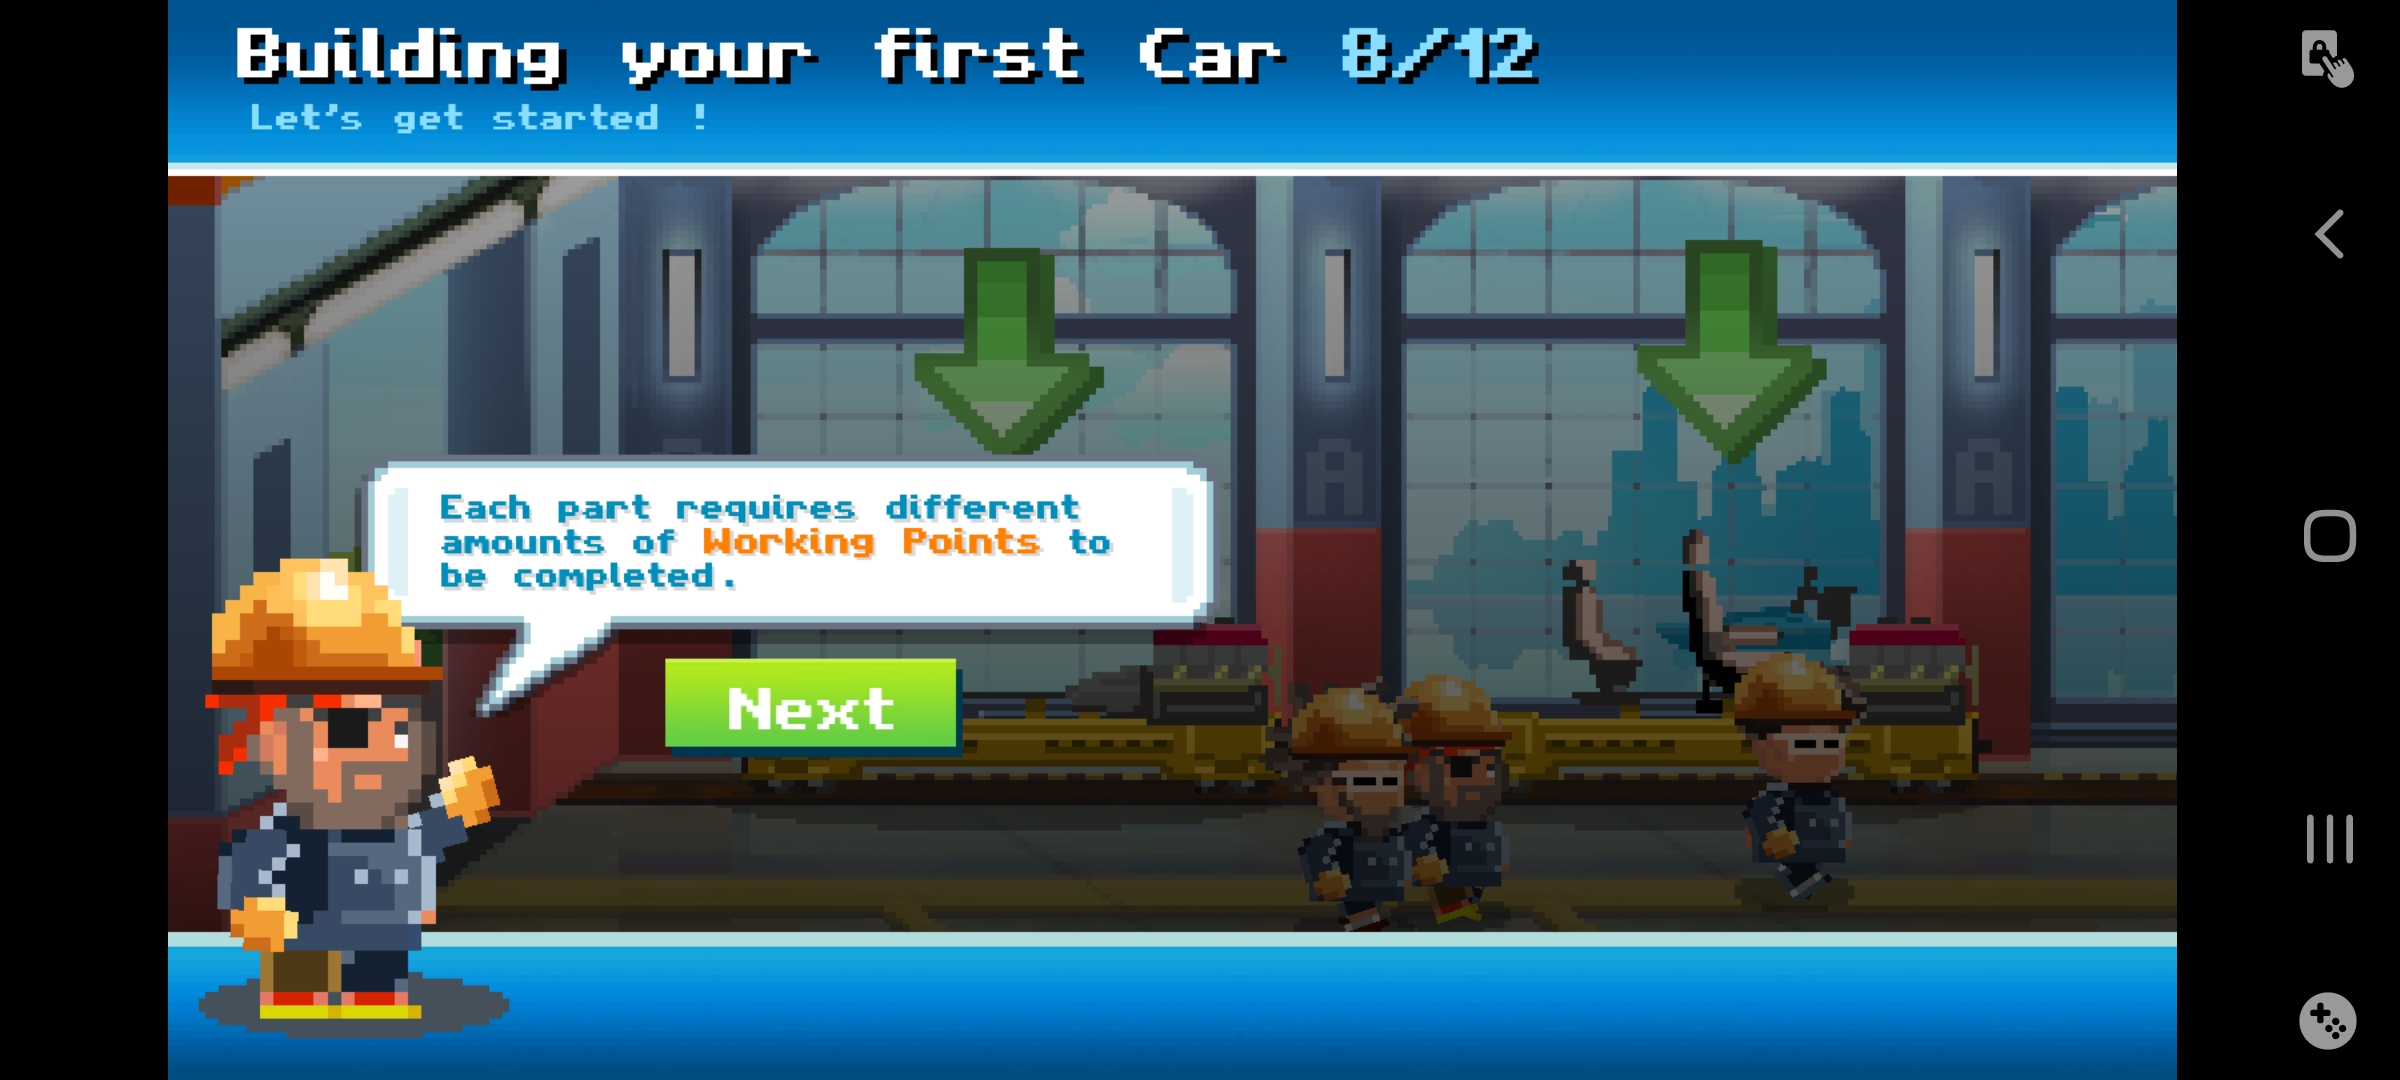 Building your first Car 8/12
Let's get started !
A
A
Each part requires different
amounts of Working Points to
be completed.
Next